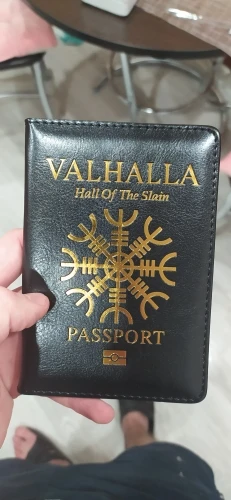 VALHALLA
Hall Of The Slain
PASSPORT